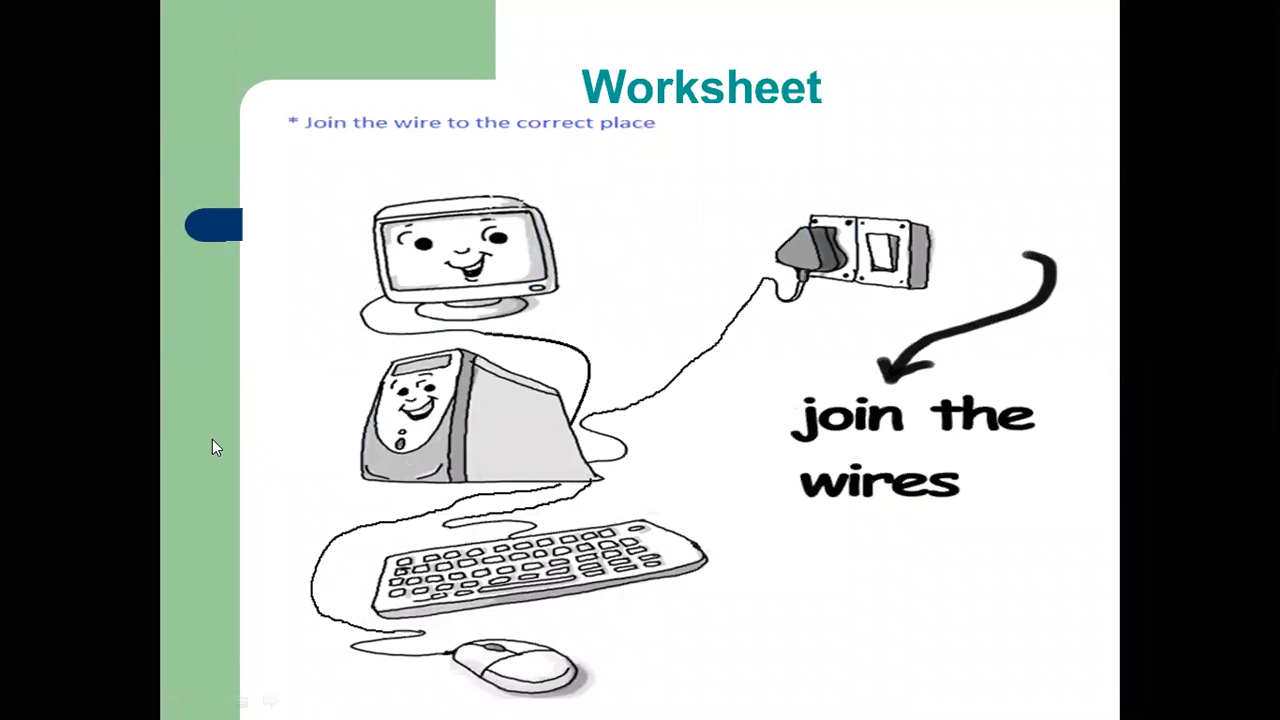 Worksheet
* Join the wire to the correct place
join the
wires